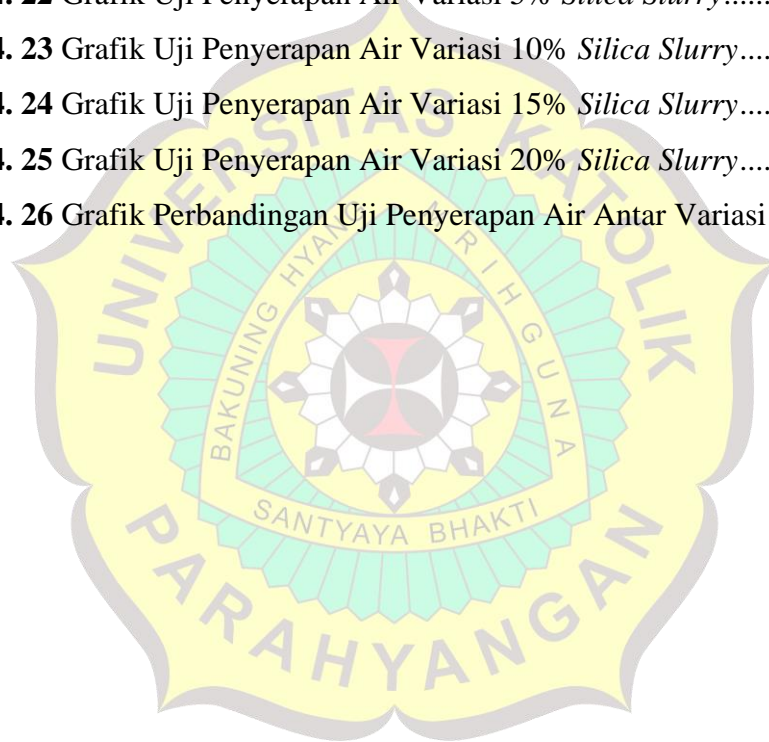 4. 22 Grafik Uji Penyerapan Air Variasi 5% Silica Slurry......
4. 23 Grafik Uji Penyerapan Air Variasi 10% Silica Slurry....
4. 24 Grafik Uji Penyerapan Air Variasi 15% Silica Slurry....
4. 25 Grafik Uji Penyerapan Air Variasi 20% Silica Slurry....
4. 26 Grafik Perbandingan Uji Penyerapan Air Antar Variasi
UNIVERSITAS KATOLIK
PARAHYANGAN
BAKUNING HYANG MRIH GUNA
SANTYAYA BHAKTI